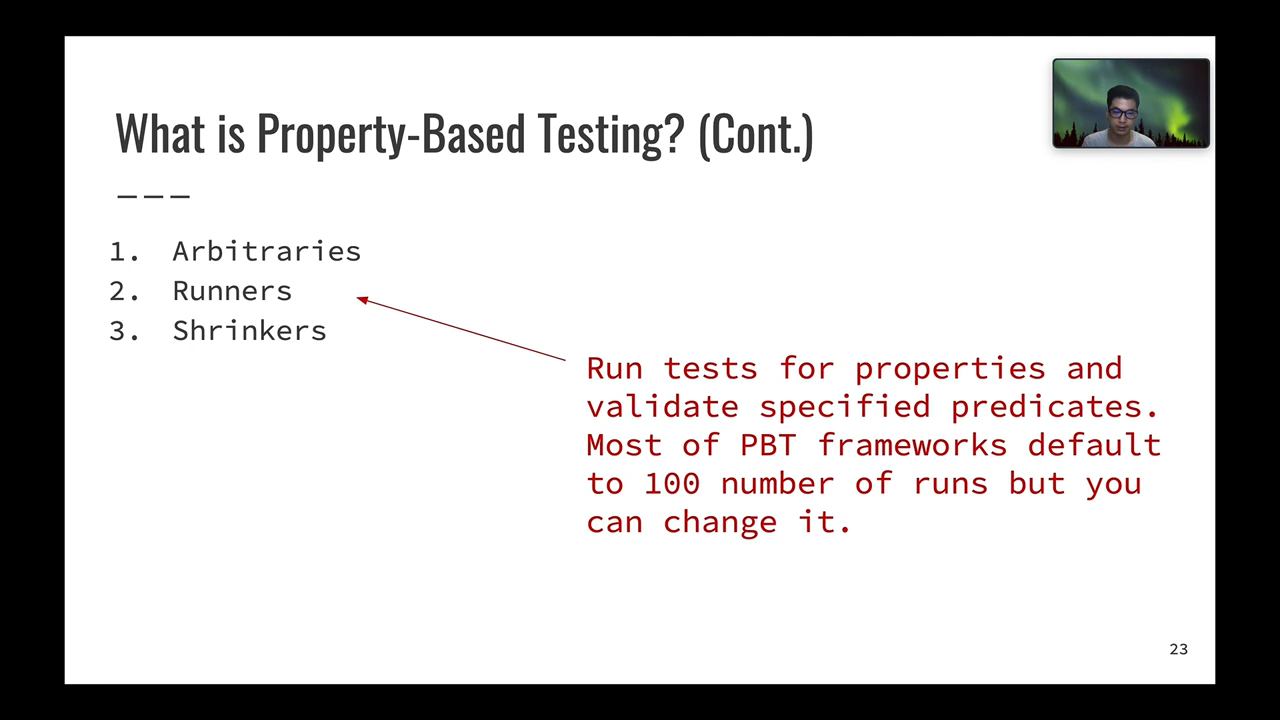 What is Property-Based Testing? (Cont.)
1. Arbitraries
2. Runners
3. Shrinkers
Run tests for properties and
validate specified predicates.
Most of PBT frameworks default
to 100 number of runs but you
can change it.
23